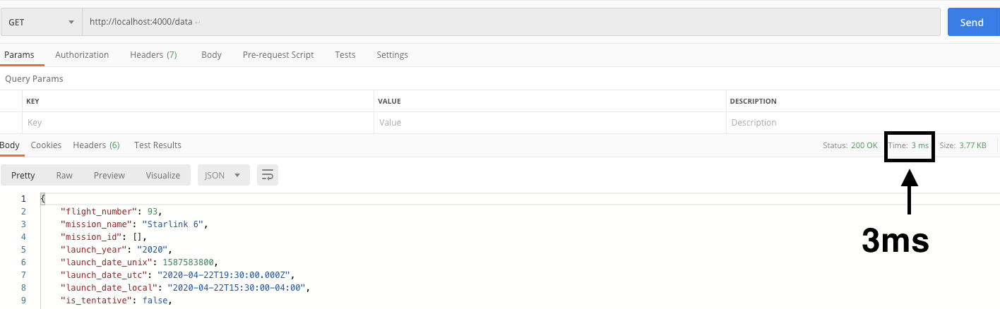 GET http://localhost:4000/data Send
Params Authorization Headers (7) Body Pre-request Script Tests Settings
Query Params
KEY VALUE DESCRIPTION
Key Value Description
Body Cookies Headers (6) Test Results Status: 200 OK Time: 3 ms Size: 3.77 KB
Pretty Raw Preview Visualize JSON
1 {
2 "flight_number": 93,
3 "mission_name": "Starlink 6",
4 "mission_id": [],
5 "launch_year": "2020",
6 "launch_date_unix": 1587583800,
7 "launch_date_utc": "2020-04-22T19:30:00.000Z",
8 "launch_date_local": "2020-04-22T15:30:00-04:00",
9 "is_tentative": false,
3ms